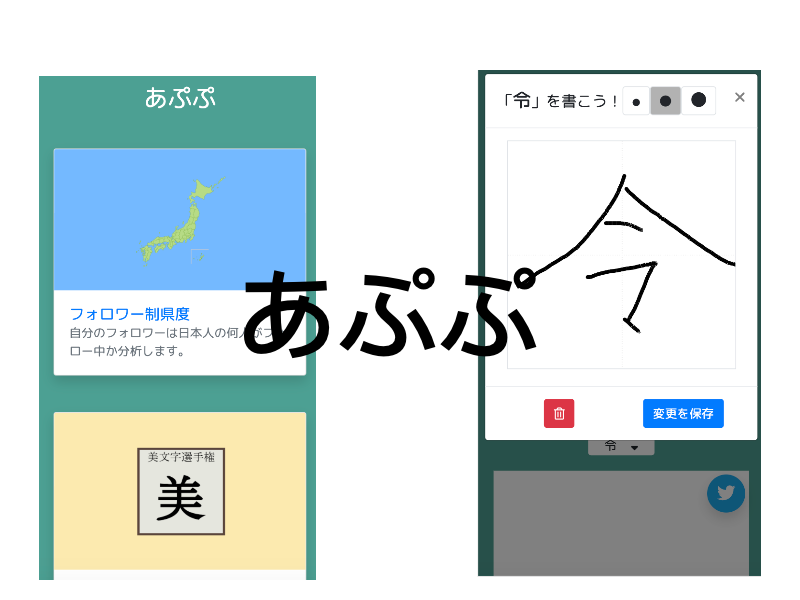 あぷぷ
フォロワー制県度
自分のフォロワーは日本人の何人がフ
ロー中か分析します。
美文字選手権
美
「令」を書こう!
令
変更を保存
令
あぷぷ